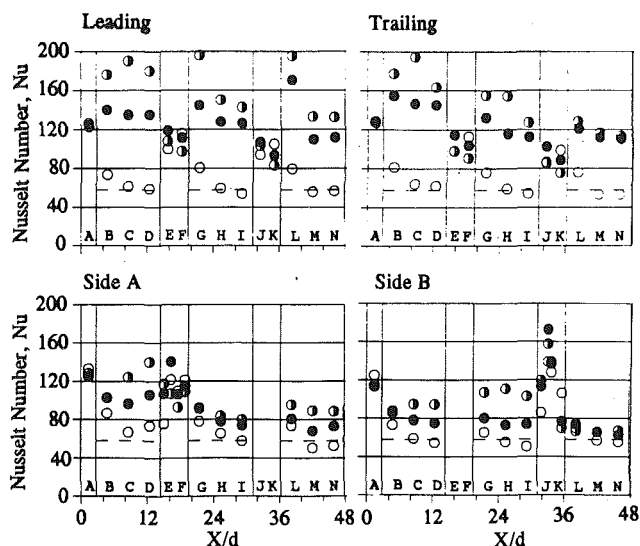 Leading Trailing
Nusselt Number, Nu
200
160
120
80
40
0
A B C D E F G H I J K L M N
A B C D E F G H I J K L M N
Side A Side B
Nusselt Number, Nu
200
160
120
80
40
0
A B C D E F G H I J K L M N
A B C D E F G H I J K L M N
0 12 24 36 48 0 12 24 36 48
X/d X/d